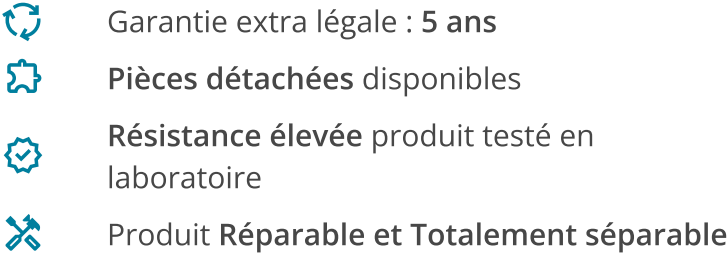 Garantie extra légale : 5 ans
Pièces détachées disponibles
Résistance élevée produit testé en
laboratoire
Produit Réparable et Totalement séparable